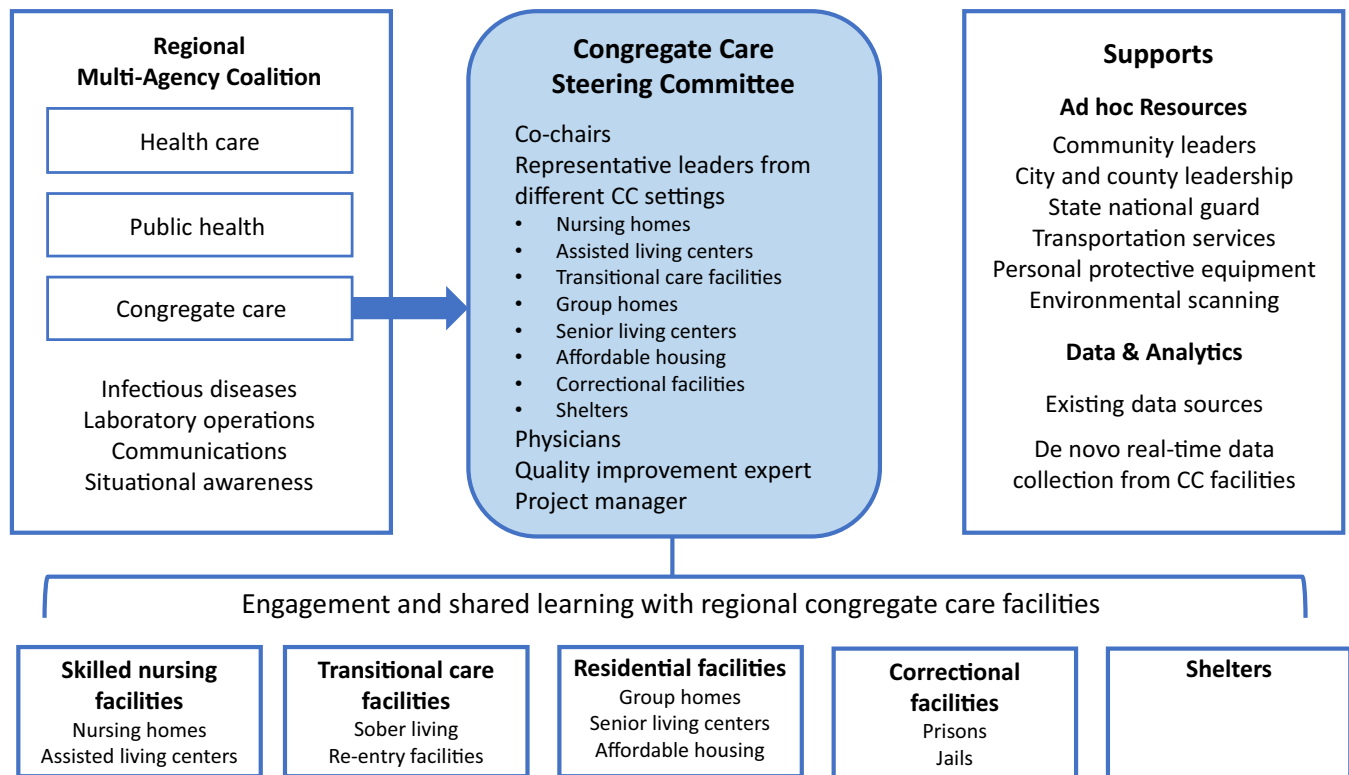 Regional
Multi-Agency Coalition
Health care
Public health
Congregate care
Infectious diseases
Laboratory operations
Communications
Situational awareness
Congregate Care
Steering Committee
Co-chairs
Representative leaders from
different CC settings
• Nursing homes
• Assisted living centers
• Transitional care facilities
• Group homes
• Senior living centers
• Affordable housing
• Correctional facilities
• Shelters
Physicians
Quality improvement expert
Project manager
Supports
Ad hoc Resources
Community leaders
City and county leadership
State national guard
Transportation services
Personal protective equipment
Environmental scanning
Data & Analytics
Existing data sources
De novo real-time data
collection from CC facilities
Engagement and shared learning with regional congregate care facilities
Skilled nursing
facilities
Nursing homes
Assisted living centers
Transitional care
facilities
Sober living
Re-entry facilities
Residential facilities
Group homes
Senior living centers
Affordable housing
Correctional
facilities
Prisons
Jails
Shelters